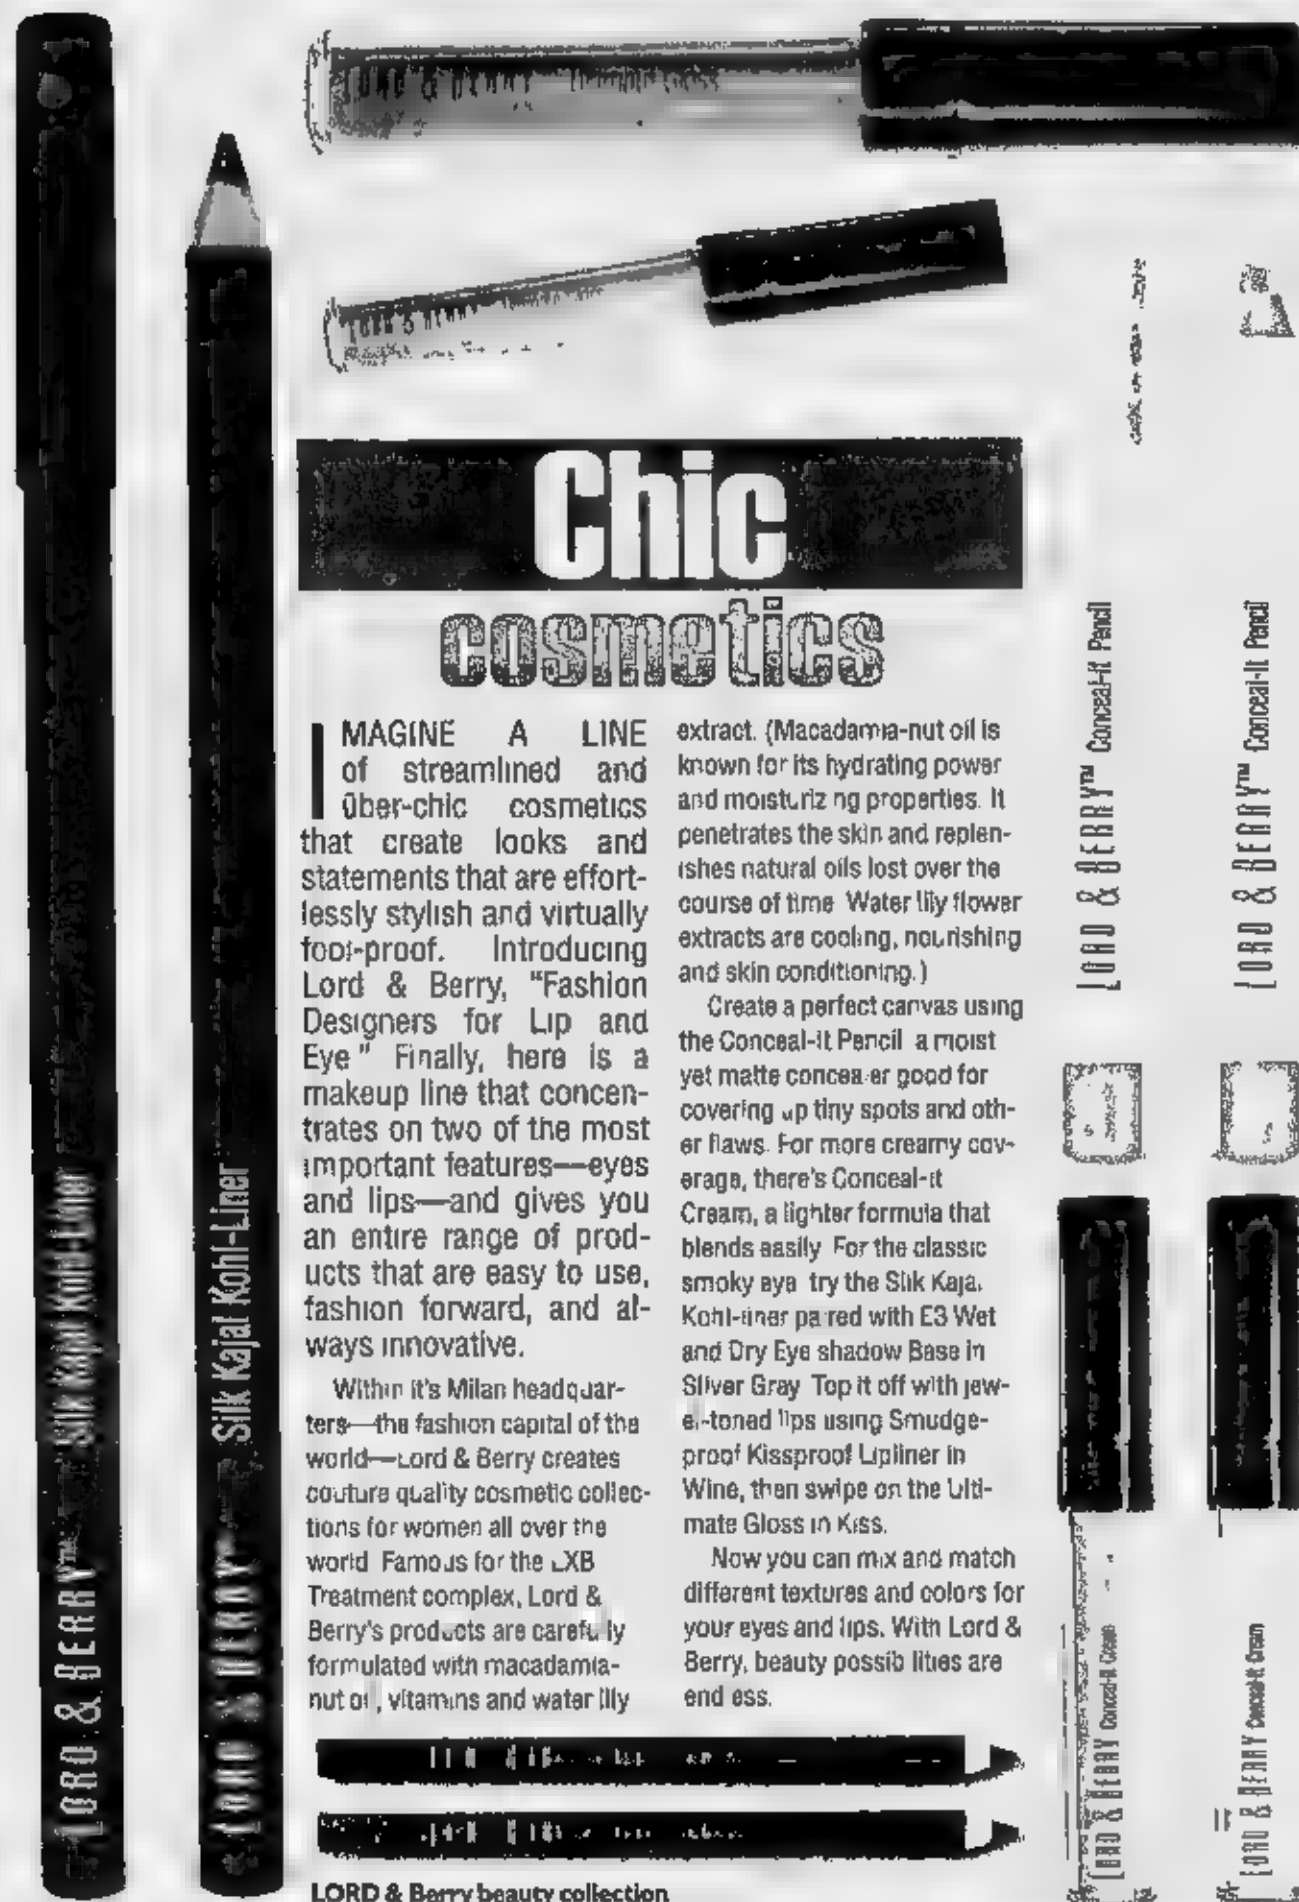 Chic
cosmetics
IMAGINE A LINE
of streamlined and
über-chic cosmetics
that create looks and
statements that are effort-
lessly stylish and virtually
fool-proof. Introducing
Lord & Berry, "Fashion
Designers for Lip and
Eye" Finally, here is a
makeup line that concen-
trates on two of the most
important features—eyes
and lips—and gives you
an entire range of prod-
ucts that are easy to use,
fashion forward, and al-
ways innovative.
Within it's Milan headquar-
ters—the fashion capital of the
world—Lord & Berry creates
couture quality cosmetic collec-
tions for women all over the
world Famous for the LXB
Treatment complex, Lord &
Berry's products are carefully
formulated with macadamia-
nut oil, vitamins and water lily
extract. (Macadamia-nut oil is
known for its hydrating power
and moisturizing properties. It
penetrates the skin and replen-
ishes natural oils lost over the
course of time Water lily flower
extracts are cooling, nourishing
and skin conditioning.)
Create a perfect canvas using
the Conceal-It Pencil a moist
yet matte concealer good for
covering up tiny spots and oth-
er flaws. For more creamy cov-
erage, there's Conceal-it
Cream, a lighter formula that
blends easily For the classic
smoky eye try the Silk Kajal
Kohl-liner paired with E3 Wet
and Dry Eye shadow Base in
Silver Gray Top it off with jew-
el-toned lips using Smudge-
proof Kissproof Lipliner in
Wine, then swipe on the Ulti-
mate Gloss in Kiss.
Now you can mix and match
different textures and colors for
your eyes and lips. With Lord &
Berry, beauty possibilities are
endless.
LORD & Berry beauty collection
LORD & BERRY™ Silk Kajal Kohl-Liner
LORD & BERRY Silk Kajal Kohl-Liner
LORD & BERRY™ Conceal-It Pencil
LORD & BERRY™ Conceal-It Pencil
LORD & BERRY Conceal-It Cream
LORD & BERRY Conceal-It Cream